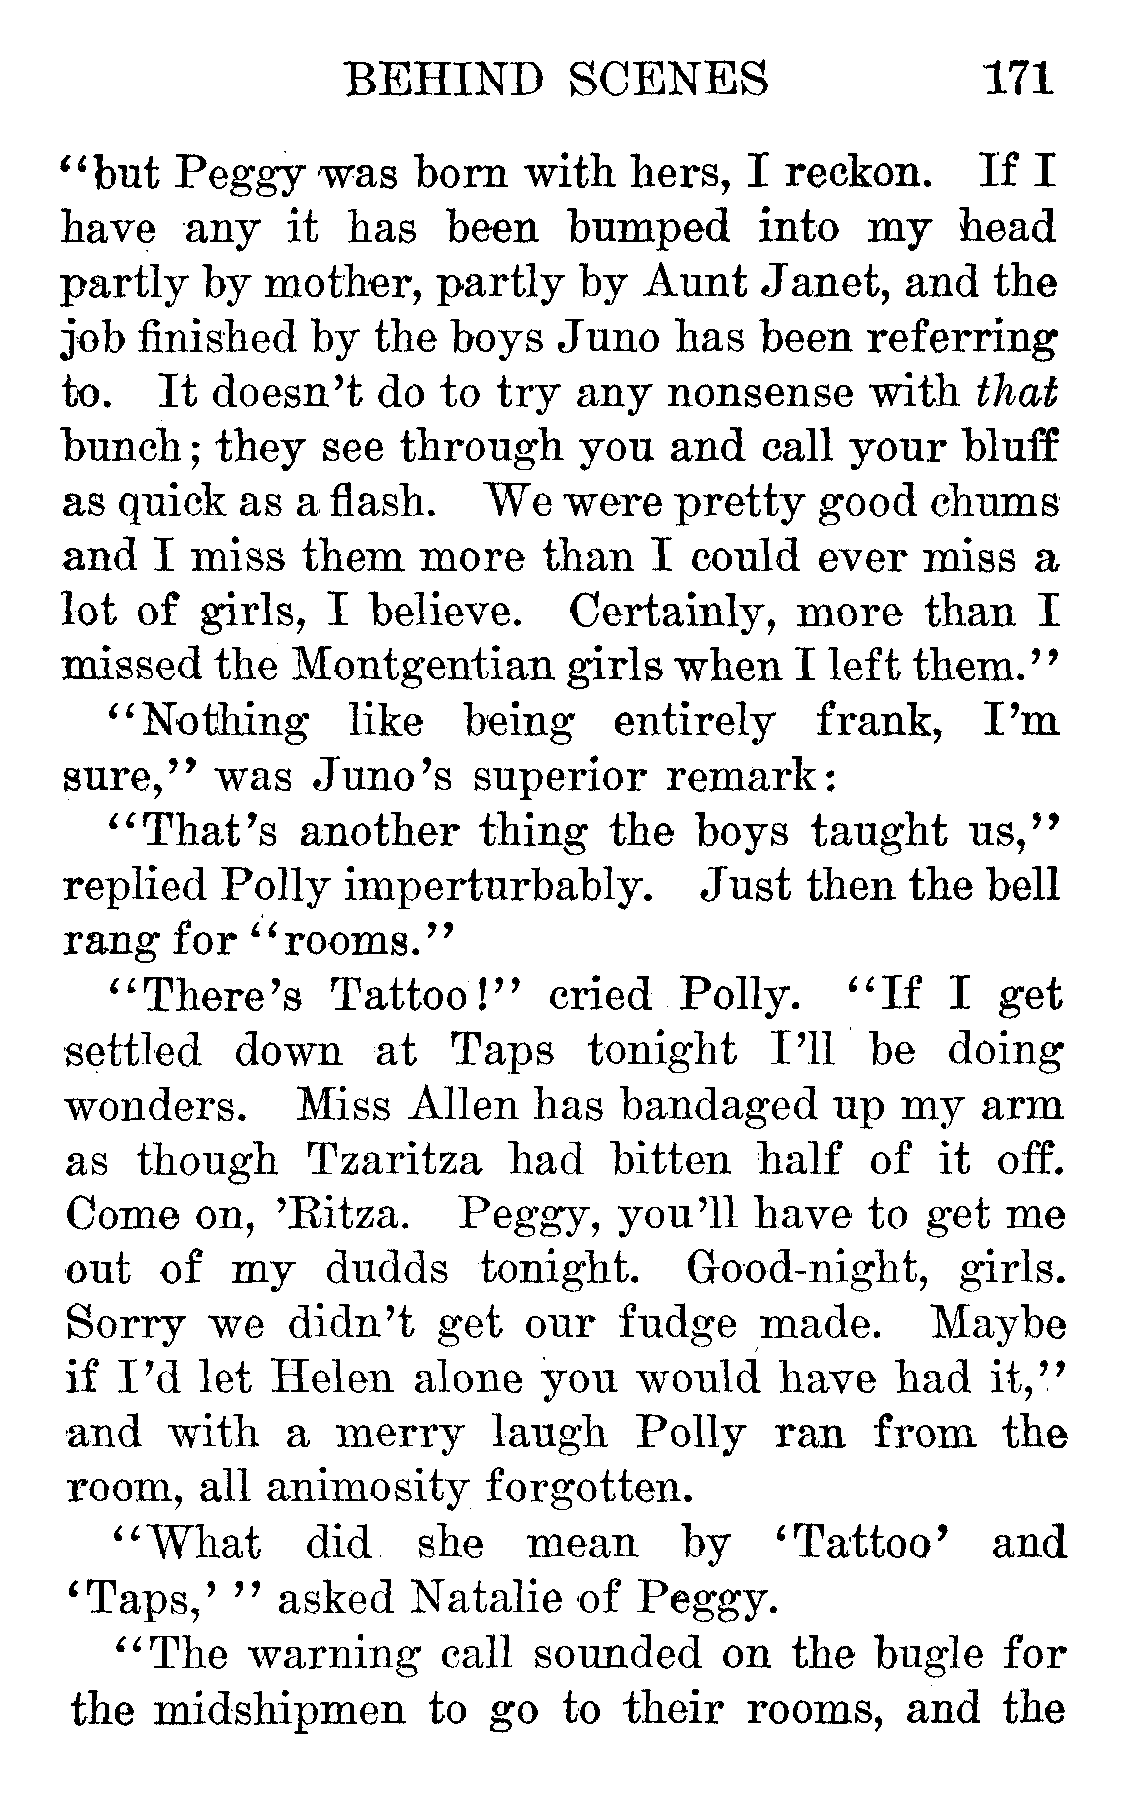 BEHIND SCENES 171
“but Peggy was born with hers, I reckon. If I
have any it has been bumped into my head
partly by mother, partly by Aunt Janet, and the
job finished by the boys Juno has been referring
to. It doesn’t do to try any nonsense with that
bunch; they see through you and call your bluff
as quick as a flash. We were pretty good chums
and I miss them more than I could ever miss a
lot of girls, I believe. Certainly, more than I
missed the Montgentian girls when I left them.”
“Nothing like being entirely frank, I’m
sure,” was Juno’s superior remark:
“That’s another thing the boys taught us,”
replied Polly imperturbably. Just then the bell
rang for “rooms.”
“There’s Tattoo!” cried Polly. “If I get
settled down at Taps tonight I’ll be doing
wonders. Miss Allen has bandaged up my arm
as though Tzaritza had bitten half of it off.
Come on, ’Ritza. Peggy, you’ll have to get me
out of my dudds tonight. Good-night, girls.
Sorry we didn’t get our fudge made. Maybe
if I’d let Helen alone you would have had it,”
and with a merry laugh Polly ran from the
room, all animosity forgotten.
“What did she mean by ‘Tattoo’ and
‘Taps,’ ” asked Natalie of Peggy.
“The warning call sounded on the bugle for
the midshipmen to go to their rooms, and the